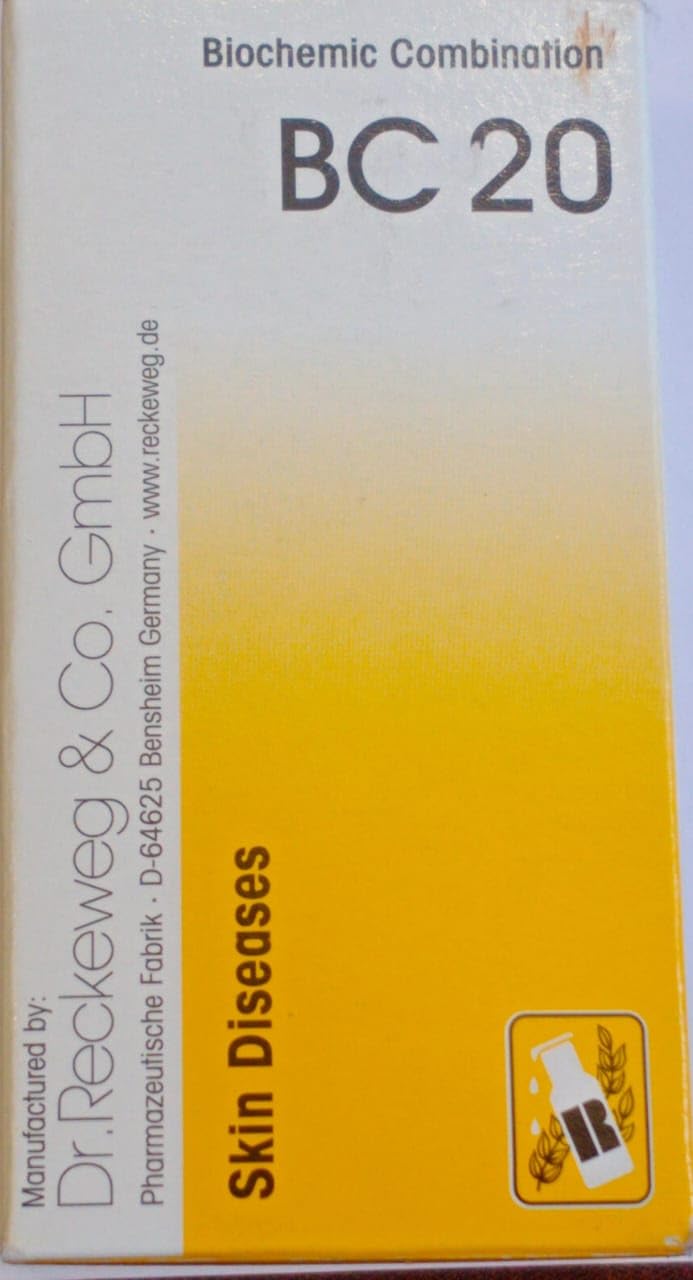 Biochemic Combination
BC 20
Manufactured by:
Dr. Reckeweg & Co. GmbH
Pharmazeutische Fabrik · D-64625 Bensheim Germany · www.reckeweg.de
Skin Diseases
R